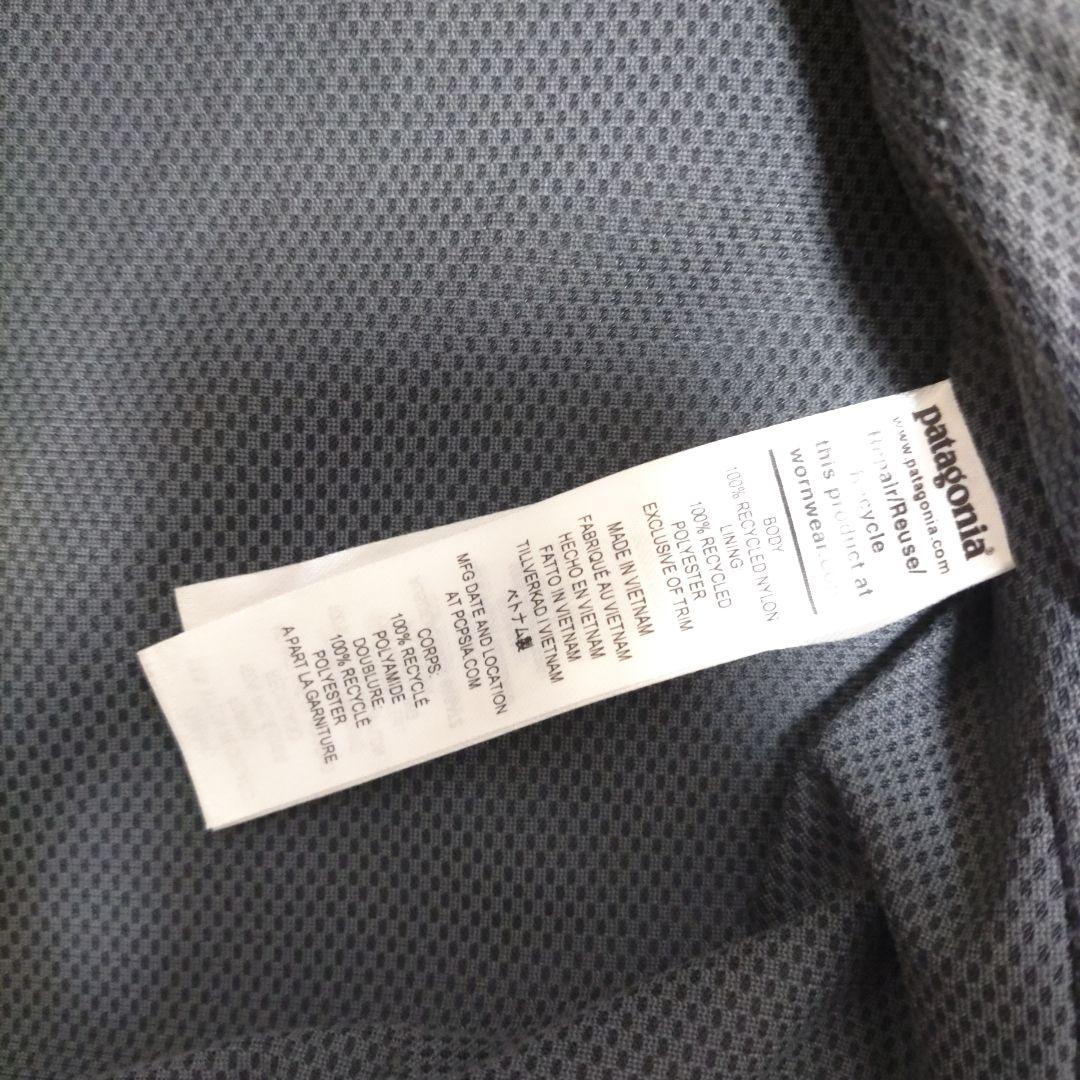 patagonia®
www.patagonia.com
Repair/Reuse/
Recycle
this product at
wornwear.com
BODY
100% RECYCLED NYLON
LINING
100% RECYCLED
POLYESTER
EXCLUSIVE OF TRIM
MADE IN VIETNAM
FABRIQUÉ AU VIETNAM
HECHO EN VIETNAM
FATTO IN VIETNAM
TILLVERKAD I VIETNAM
ベトナム製
MFG DATE AND LOCATION
AT PCPSIA.COM
CORPS:
100% RECYCLÉ
POLYAMIDE
DOUBLURE:
100% RECYCLÉ
POLYESTER
A PART LA GARNITURE